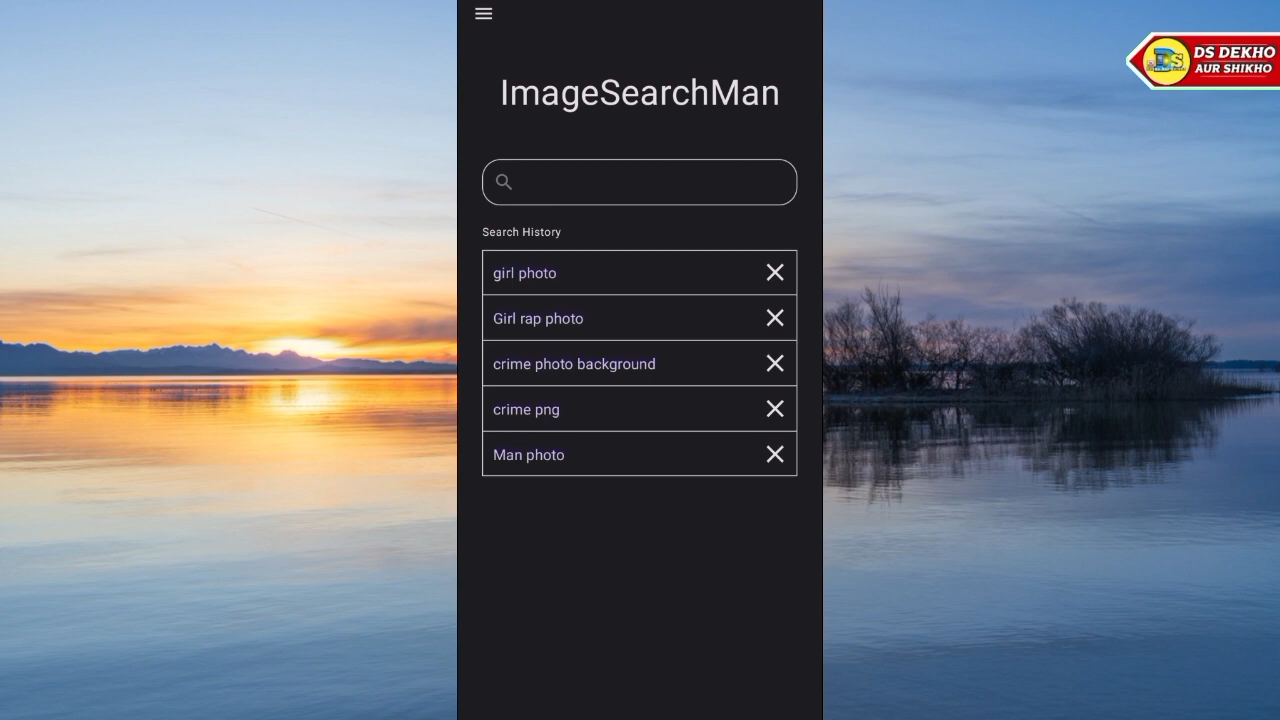 DS DEKHO
AUR SHIKHO
ImageSearchMan
Search History
girl photo
Girl rap photo
crime photo background
crime png
Man photo